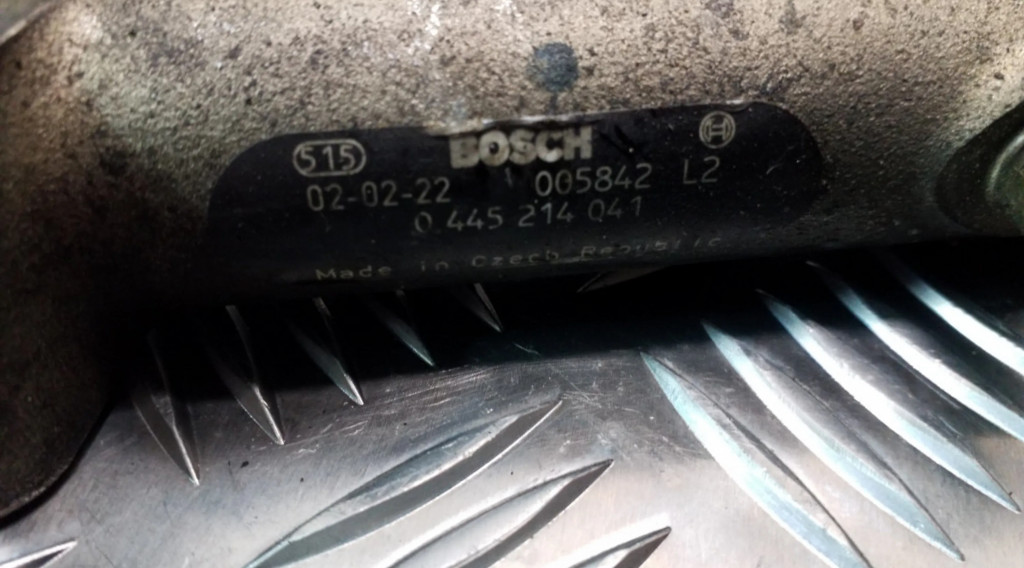 515 BOSCH
02-02-22 005842 L2
0 445 214 041
Made in Czech Republic